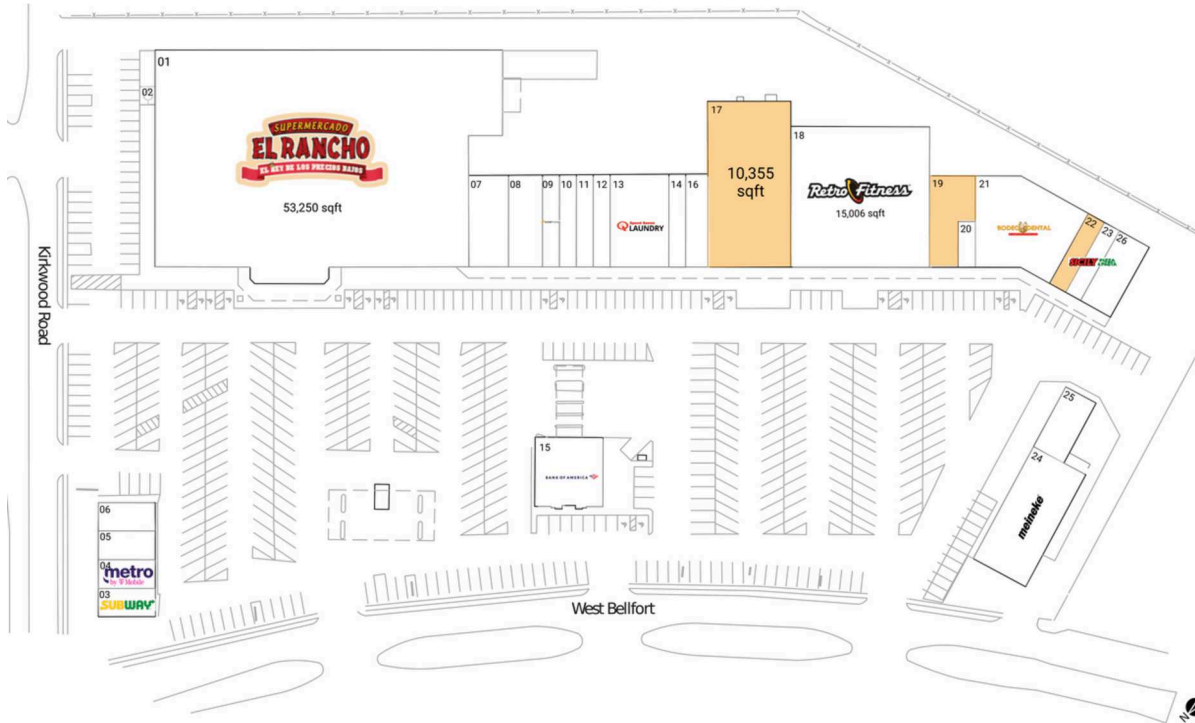 01
02
SUPERMERCADO
EL RANCHO
EL REY DE LOS PRECIOS BAJOS
53,250 sqft
07
08
09
10
11
12
13
LAUNDRY
14
16
17
10,355
sqft
18
Retro Fitness
15,006 sqft
19
20
21
RODEO DENTAL
22
23
26
SICILY
Kirkwood Road
15
BANK OF AMERICA
25
24
meineke
06
05
04
metro
by T Mobile
03
SUBWAY
West Bellfort
N